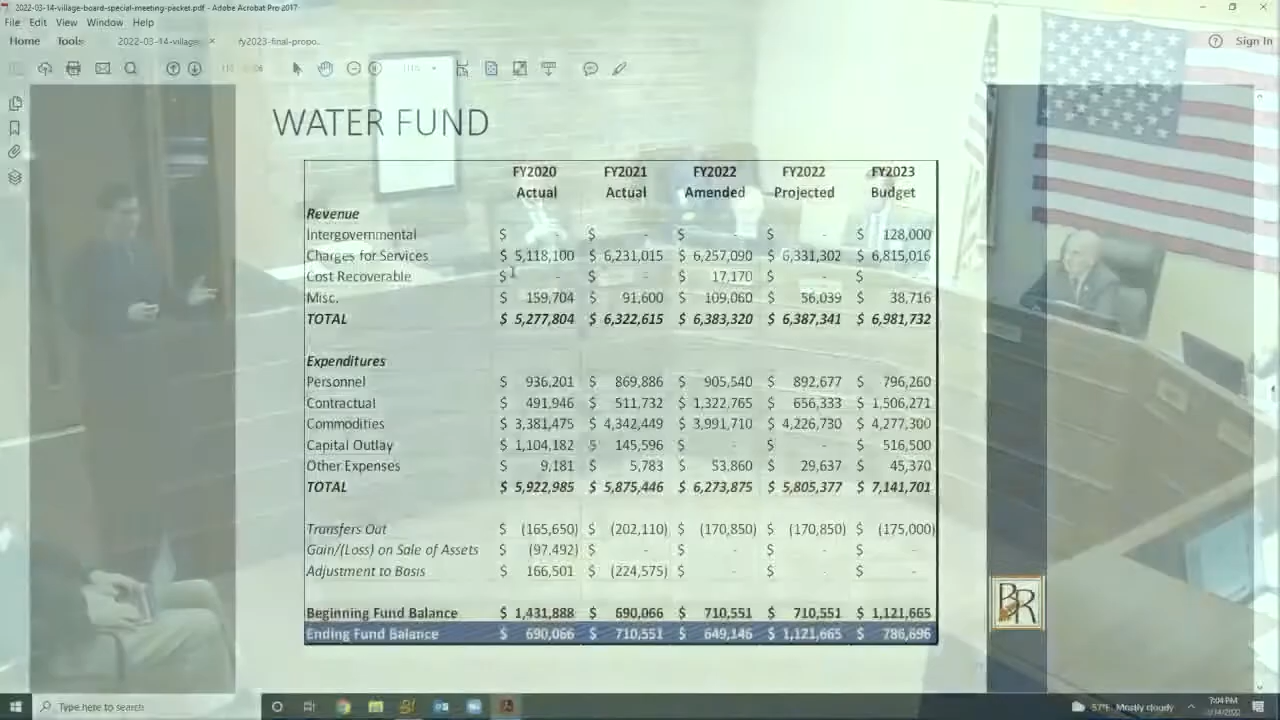 2022-03-14-village-board-special-meeting-packet.pdf - Adobe Acrobat Pro 2017
File Edit View Window Help
Home Tools 2022-03-14-village × fy2023-final-propo... Sign In
WATER FUND
FY2020 FY2021 FY2022 FY2022 FY2023
Actual Actual Amended Projected Budget
Revenue
Intergovernmental $ - $ - $ - $ - $ 128,000
Charges for Services $ 5,118,100 $ 6,231,015 $ 6,257,090 $ 6,331,302 $ 6,815,016
Cost Recoverable $ - $ - $ 17,170 $ - $ -
Misc. $ 159,704 $ 91,600 $ 109,060 $ 56,039 $ 38,716
TOTAL $ 5,277,804 $ 6,322,615 $ 6,383,320 $ 6,387,341 $ 6,981,732
Expenditures
Personnel $ 936,201 $ 869,886 $ 905,540 $ 892,677 $ 796,260
Contractual $ 491,946 $ 511,732 $ 1,322,765 $ 656,333 $ 1,506,271
Commodities $ 3,381,475 $ 4,342,449 $ 3,991,710 $ 4,226,730 $ 4,277,300
Capital Outlay $ 1,104,182 $ 145,596 $ - $ - $ 516,500
Other Expenses $ 9,181 $ 5,783 $ 53,860 $ 29,637 $ 45,370
TOTAL $ 5,922,985 $ 5,875,446 $ 6,273,875 $ 5,805,377 $ 7,141,701
Transfers Out $ (165,650) $ (202,110) $ (170,850) $ (170,850) $ (175,000)
Gain/(Loss) on Sale of Assets $ (97,492) $ - $ - $ - $ -
Adjustment to Basis $ 166,501 $ (224,575) $ - $ - $ -
Beginning Fund Balance $ 1,431,888 $ 690,066 $ 710,551 $ 710,551 $ 1,121,665
Ending Fund Balance $ 690,066 $ 710,551 $ 649,146 $ 1,121,665 $ 786,696
BR
Type here to search 57°F Mostly cloudy 7:04 PM